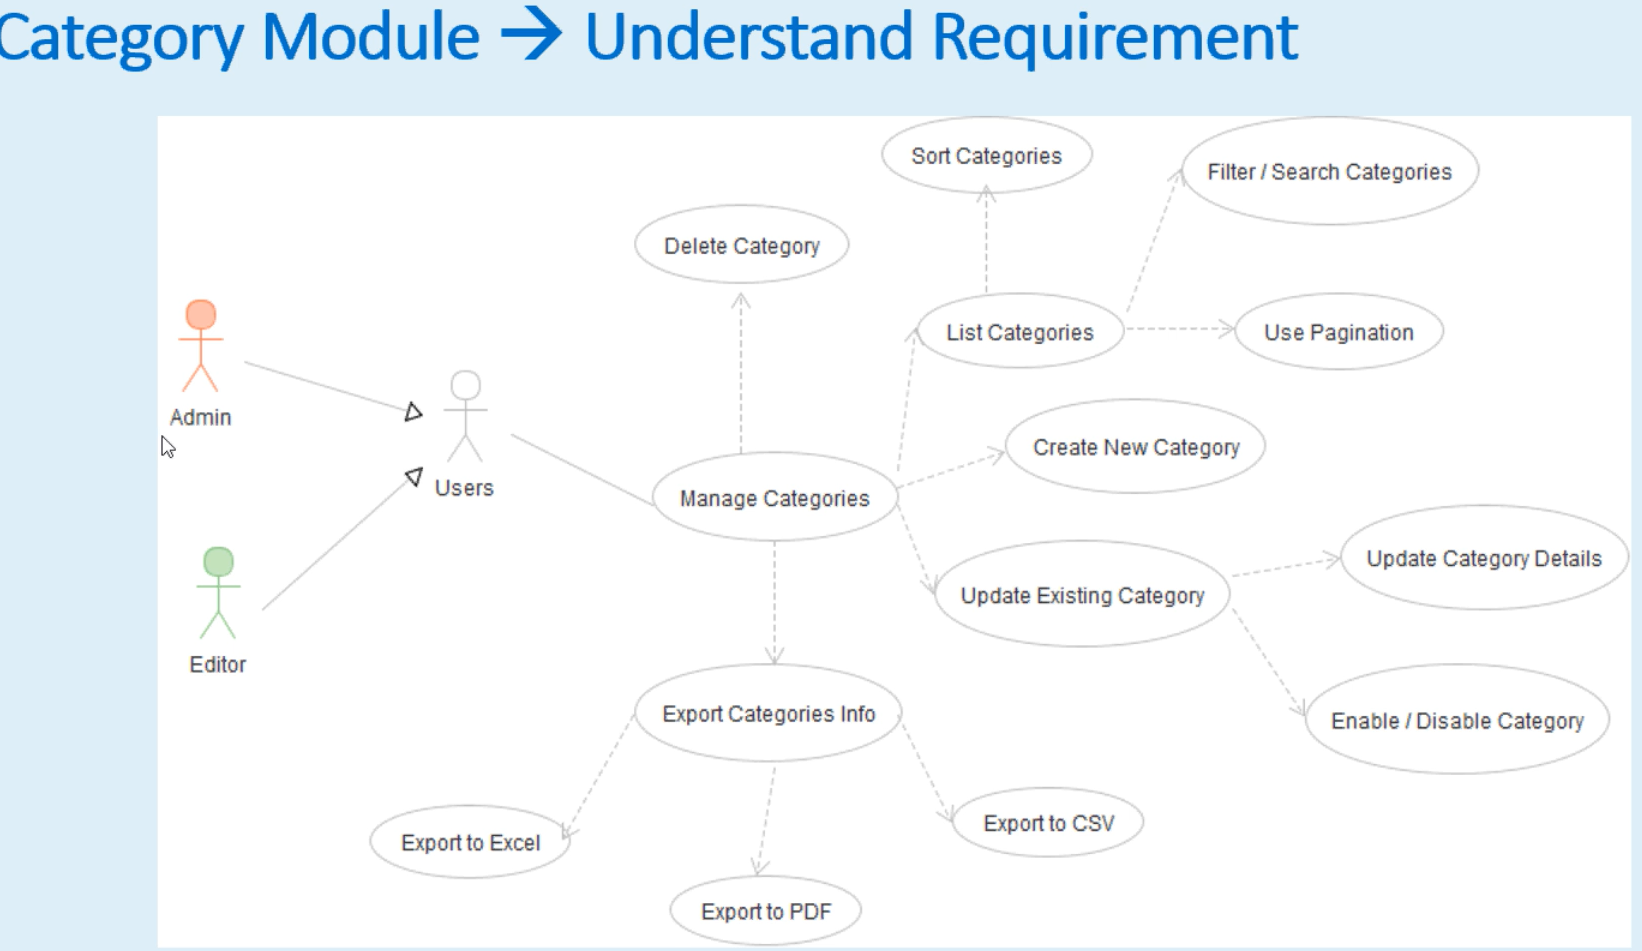 Category Module → Understand Requirement
Sort Categories
Filter / Search Categories
Delete Category
List Categories
Use Pagination
Admin
Create New Category
Users
Manage Categories
Update Category Details
Update Existing Category
Editor
Export Categories Info
Enable / Disable Category
Export to CSV
Export to Excel
Export to PDF